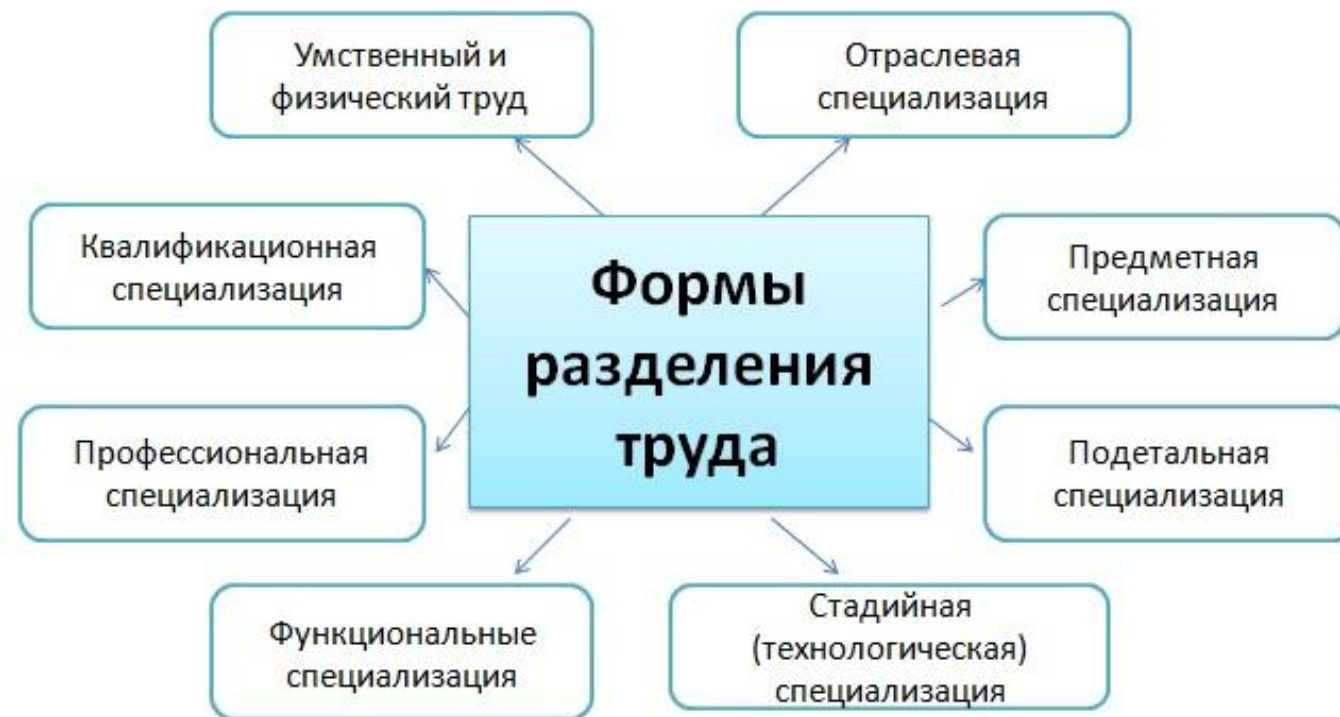 Умственный и
физический труд
Отраслевая
специализация
Квалификационная
специализация
Формы
разделения
труда
Предметная
специализация
Профессиональная
специализация
Подетальная
специализация
Функциональные
специализация
Стадийная
(технологическая)
специализация